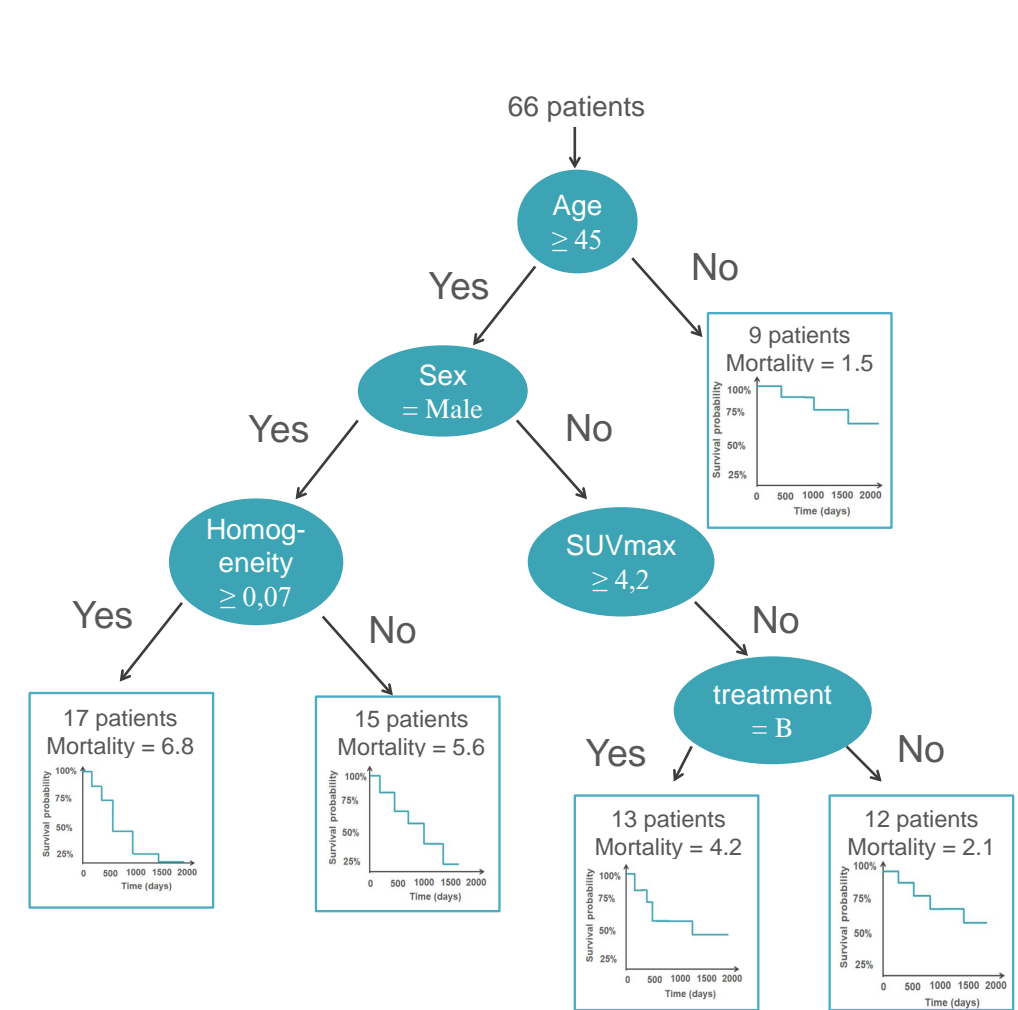 66 patients
Age
≥ 45
Yes
No
9 patients
Mortality = 1.5
Survival probability
100%
75%
50%
25%
0 500 1000 1500 2000
Time (days)
Sex
= Male
Yes
No
Homog-
eneity
≥ 0,07
SUVmax
≥ 4,2
Yes
No
No
treatment
= B
Yes
No
17 patients
Mortality = 6.8
Survival probability
100%
75%
50%
25%
0 500 1000 1500 2000
Time (days)
15 patients
Mortality = 5.6
Survival probability
100%
75%
50%
25%
0 500 1000 1500 2000
Time (days)
13 patients
Mortality = 4.2
Survival probability
100%
75%
50%
25%
0 500 1000 1500 2000
Time (days)
12 patients
Mortality = 2.1
Survival probability
100%
75%
50%
25%
0 500 1000 1500 2000
Time (days)